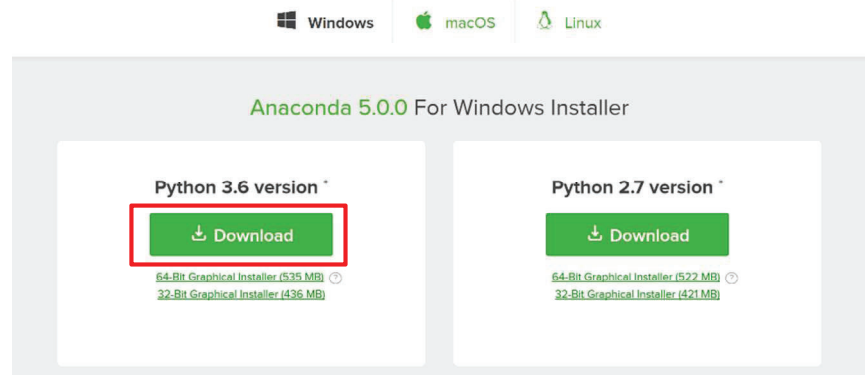 Windows macOS Linux
Anaconda 5.0.0 For Windows Installer
Python 3.6 version *
Download
64-Bit Graphical Installer (535 MB) ?
32-Bit Graphical Installer (436 MB)
Python 2.7 version *
Download
64-Bit Graphical Installer (522 MB) ?
32-Bit Graphical Installer (421 MB)